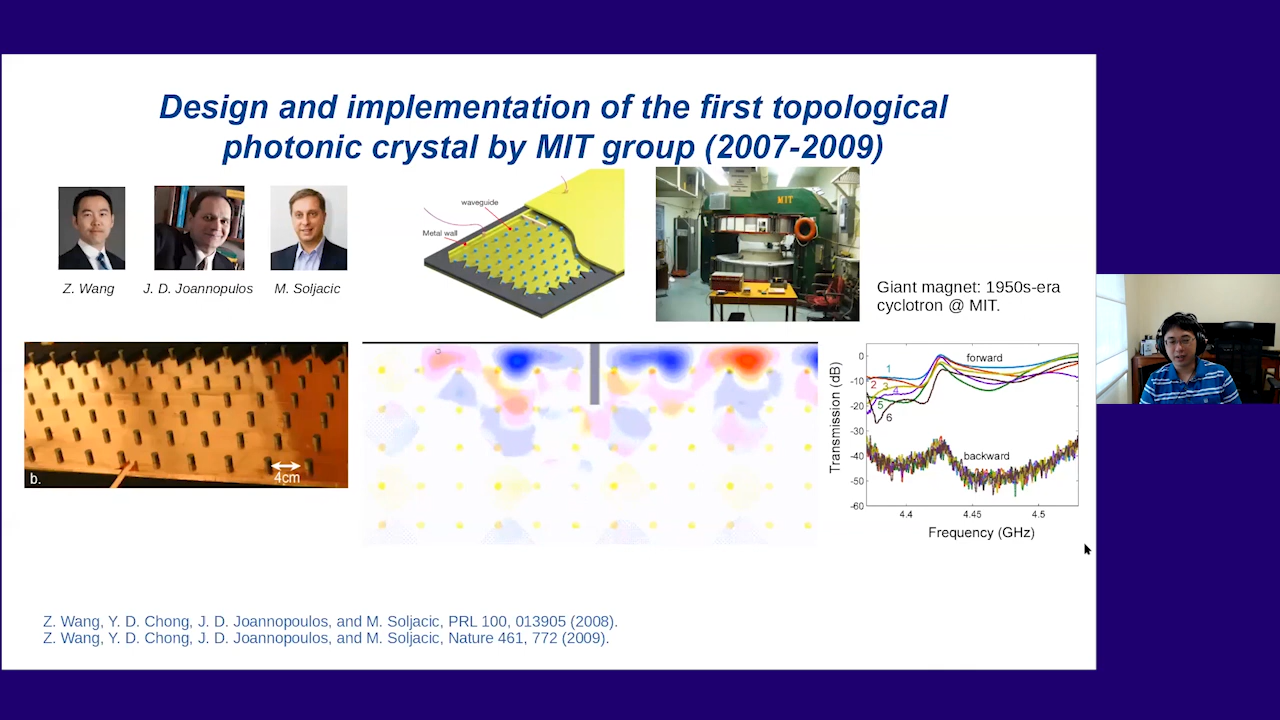 Design and implementation of the first topological
photonic crystal by MIT group (2007-2009)
Z. Wang
J. D. Joannopulos
M. Soljacic
waveguide
Metal wall
MIT
Giant magnet: 1950s-era
cyclotron @ MIT.
b.
4cm
Transmission (dB)
0
-10
-20
-30
-40
-50
-60
1
2
3
4
5
6
forward
backward
4.4
4.45
4.5
Frequency (GHz)
Z. Wang, Y. D. Chong, J. D. Joannopulos, and M. Soljacic, PRL 100, 013905 (2008).
Z. Wang, Y. D. Chong, J. D. Joannopulos, and M. Soljacic, Nature 461, 772 (2009).